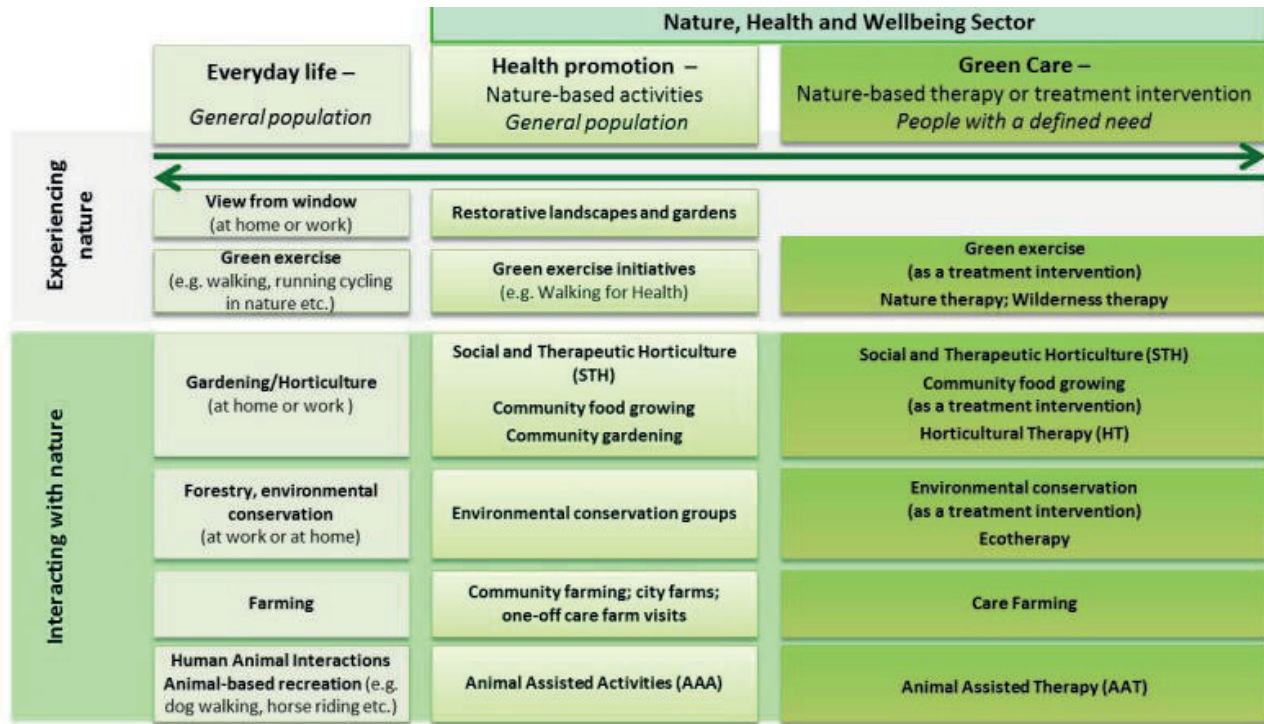 Nature, Health and Wellbeing Sector
Everyday life –
General population
Health promotion –
Nature-based activities
General population
Green Care –
Nature-based therapy or treatment intervention
People with a defined need
Experiencing
nature
View from window
(at home or work)
Restorative landscapes and gardens
Green exercise
(e.g. walking, running cycling
in nature etc.)
Green exercise initiatives
(e.g. Walking for Health)
Green exercise
(as a treatment intervention)
Nature therapy; Wilderness therapy
Interacting with nature
Gardening/Horticulture
(at home or work )
Social and Therapeutic Horticulture
(STH)
Community food growing
Community gardening
Social and Therapeutic Horticulture (STH)
Community food growing
(as a treatment intervention)
Horticultural Therapy (HT)
Forestry, environmental
conservation
(at work or at home)
Environmental conservation groups
Environmental conservation
(as a treatment intervention)
Ecotherapy
Farming
Community farming; city farms;
one-off care farm visits
Care Farming
Human Animal Interactions
Animal-based recreation (e.g.
dog walking, horse riding etc.)
Animal Assisted Activities (AAA)
Animal Assisted Therapy (AAT)